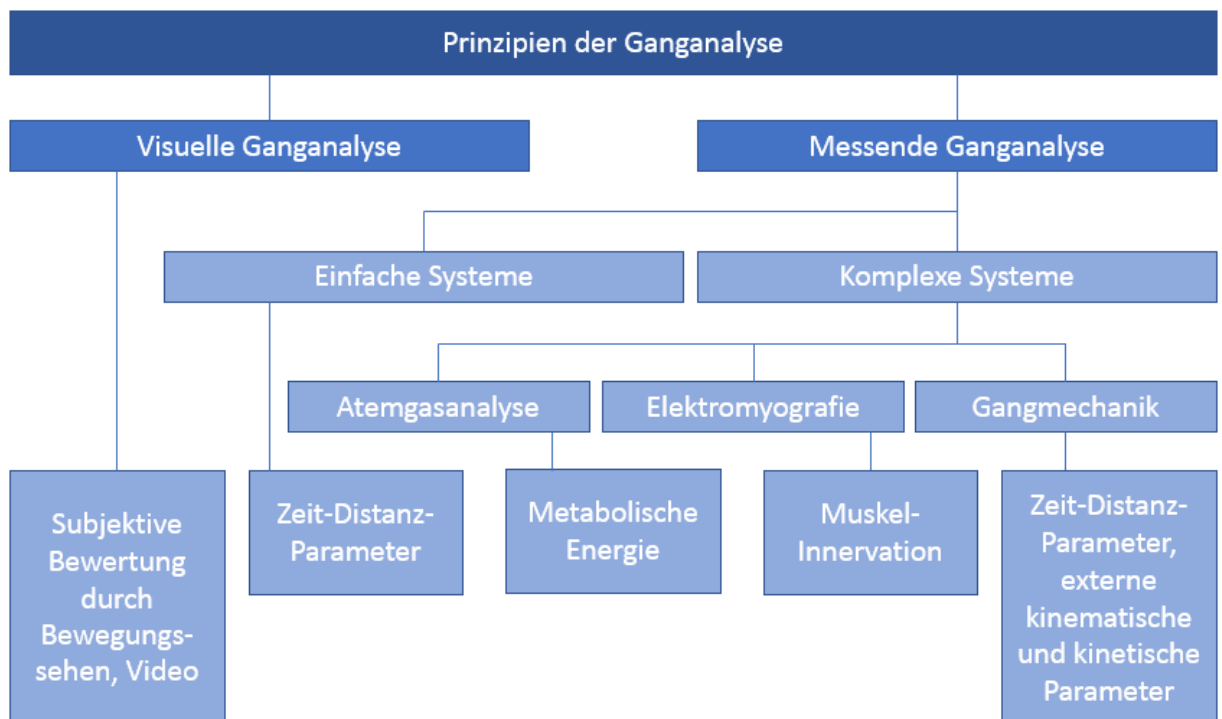 Prinzipien der Ganganalyse
Visuelle Ganganalyse
Messende Ganganalyse
Einfache Systeme
Komplexe Systeme
Atemgasanalyse
Elektromyografie
Gangmechanik
Subjektive
Bewertung
durch
Bewegungs-
sehen, Video
Zeit-Distanz-
Parameter
Metabolische
Energie
Muskel-
Innervation
Zeit-Distanz-
Parameter,
externe
kinematische
und kinetische
Parameter